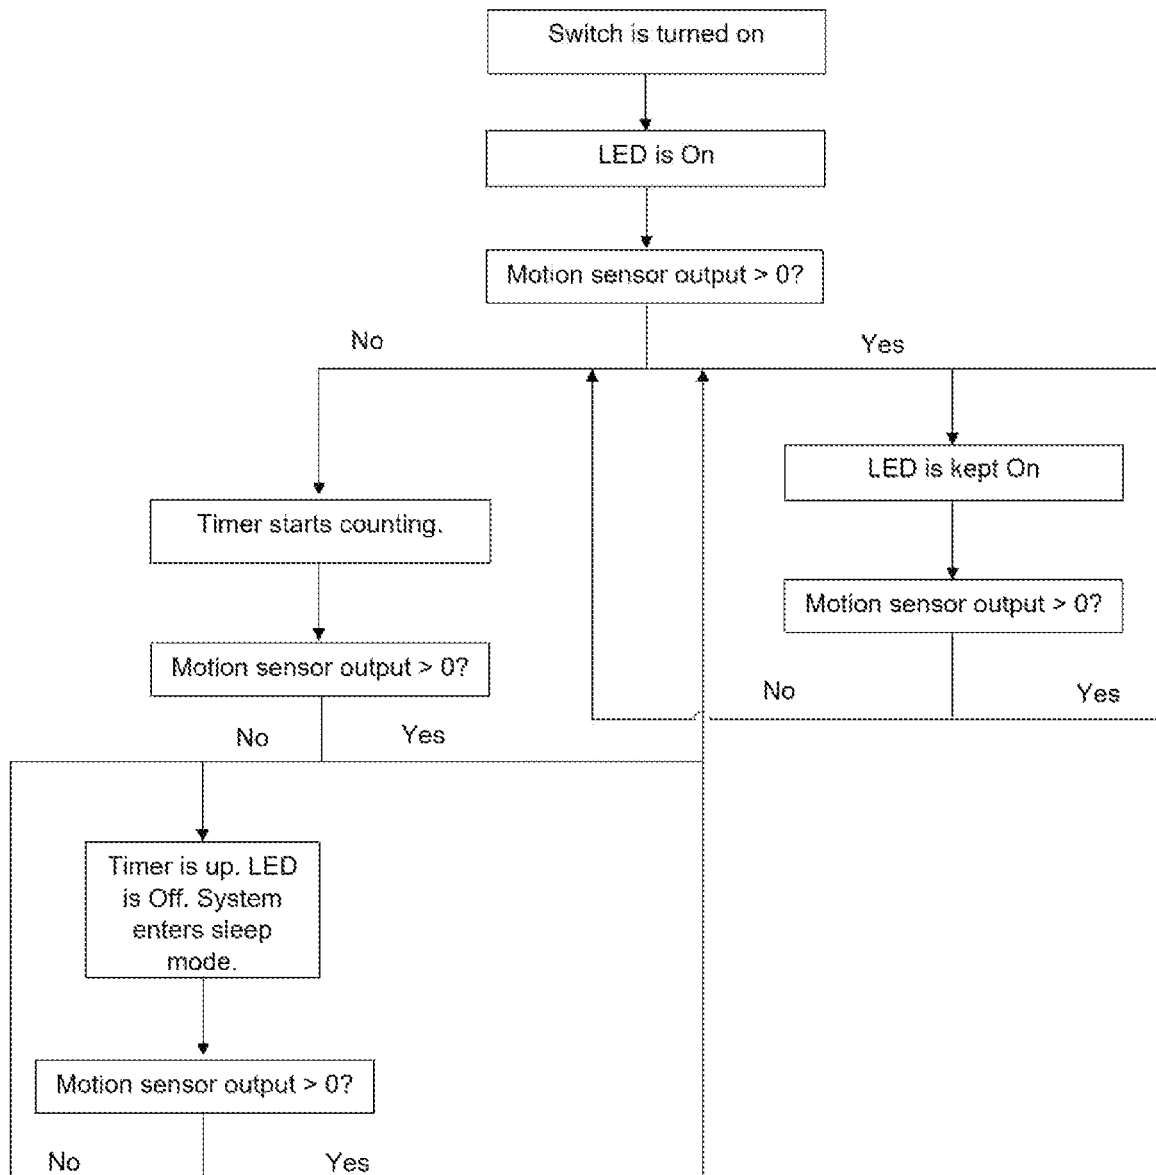 Switch is turned on
LED is On
Motion sensor output > 0?
No
Yes
LED is kept On
Timer starts counting.
Motion sensor output > 0?
Motion sensor output > 0?
No
Yes
No
Yes
Timer is up. LED
is Off. System
enters sleep
mode.
Motion sensor output > 0?
No
Yes